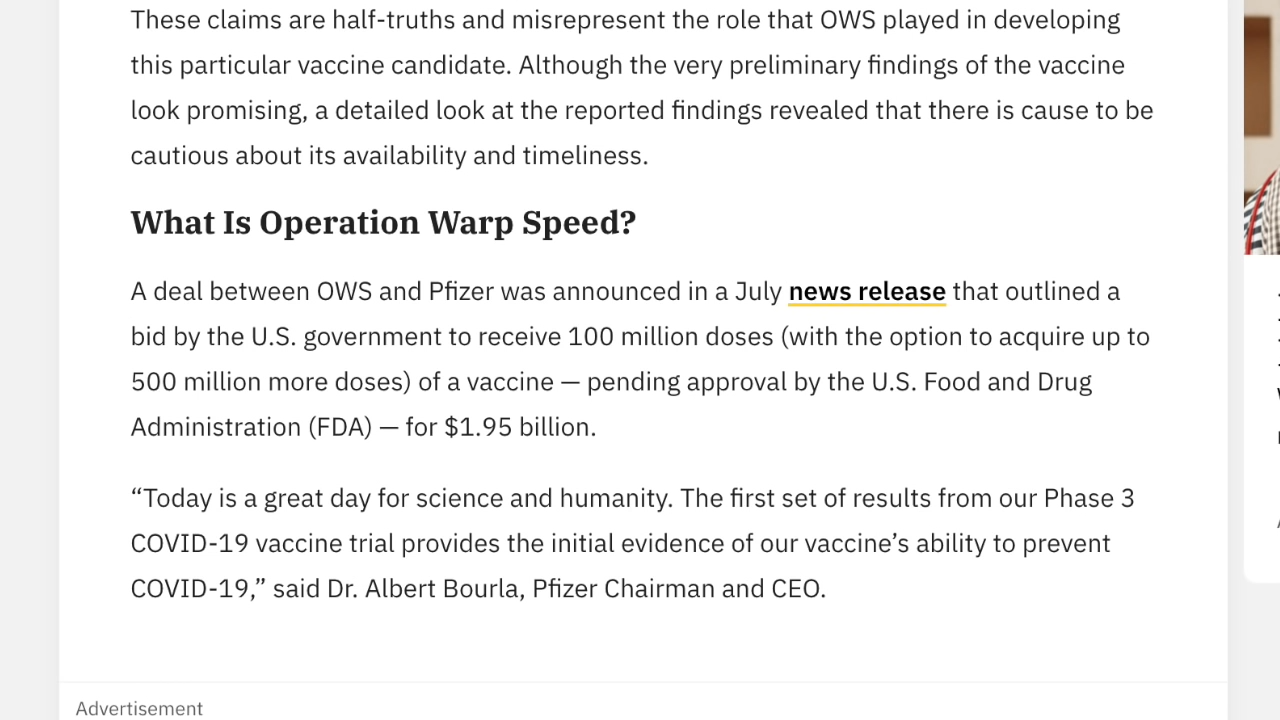 These claims are half-truths and misrepresent the role that OWS played in developing
this particular vaccine candidate. Although the very preliminary findings of the vaccine
look promising, a detailed look at the reported findings revealed that there is cause to be
cautious about its availability and timeliness.
What Is Operation Warp Speed?
A deal between OWS and Pfizer was announced in a July news release that outlined a
bid by the U.S. government to receive 100 million doses (with the option to acquire up to
500 million more doses) of a vaccine — pending approval by the U.S. Food and Drug
Administration (FDA) — for $1.95 billion.
“Today is a great day for science and humanity. The first set of results from our Phase 3
COVID-19 vaccine trial provides the initial evidence of our vaccine’s ability to prevent
COVID-19,” said Dr. Albert Bourla, Pfizer Chairman and CEO.
Advertisement